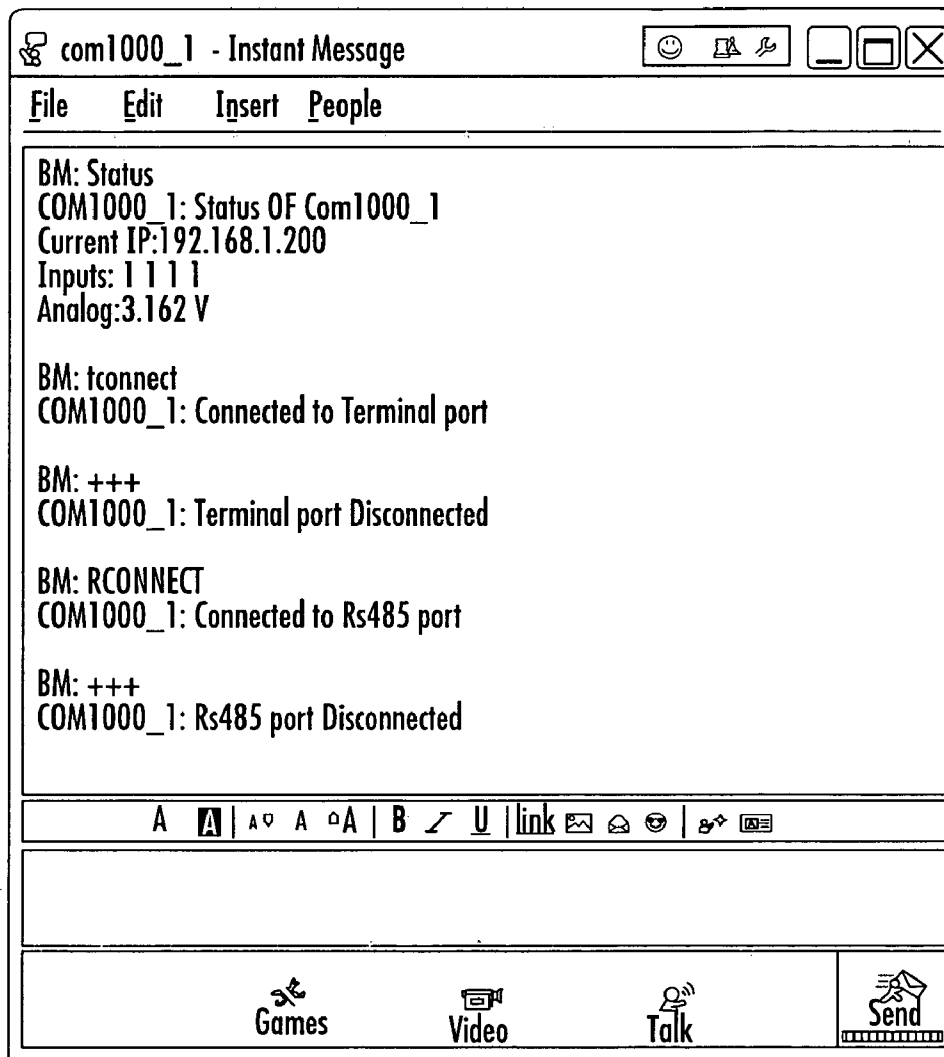 com1000_1 - Instant Message
File Edit Insert People
BM: Status
COM1000_1: Status OF Com1000_1
Current IP:192.168.1.200
Inputs: 1 1 1 1
Analog:3.162 V
BM: tconnect
COM1000_1: Connected to Terminal port
BM: +++
COM1000_1: Terminal port Disconnected
BM: RCONNECT
COM1000_1: Connected to Rs485 port
BM: +++
COM1000_1: Rs485 port Disconnected
A A A A A B I U link
Games Video Talk Send